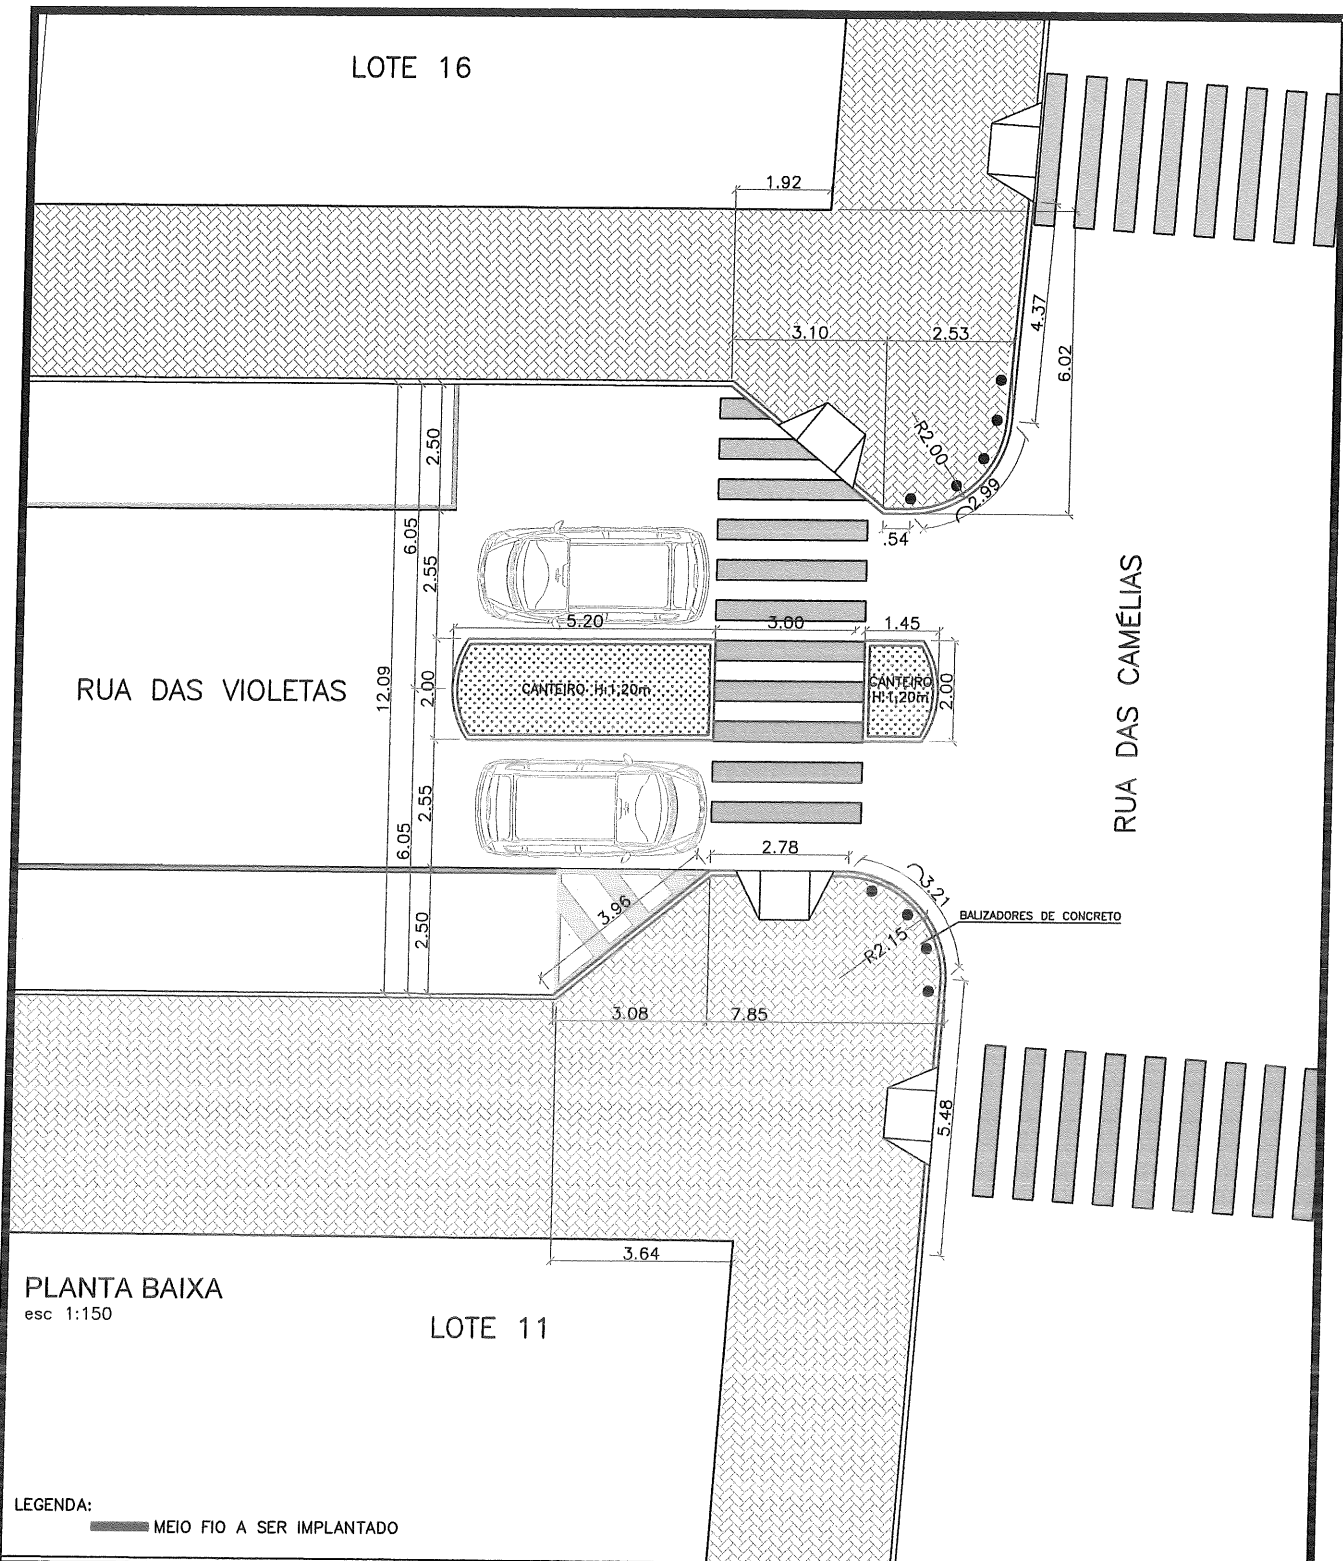 LOTE 16
1.92
3.10
2.53
4.37
6.02
R2.00
2.99
.54
2.50
6.05
2.55
12.09
2.00
5.20
3.00
1.45
RUA DAS VIOLETAS
CANTEIRO H:1,20m
CANTEIRO
H:1,20m
2.00
RUA DAS CAMÉLIAS
2.55
6.05
2.50
2.78
3.21
3.96
BALIZADORES DE CONCRETO
R2.15
3.08
7.85
5.48
3.64
PLANTA BAIXA
esc 1:150
LOTE 11
LEGENDA:
MEIO FIO A SER IMPLANTADO